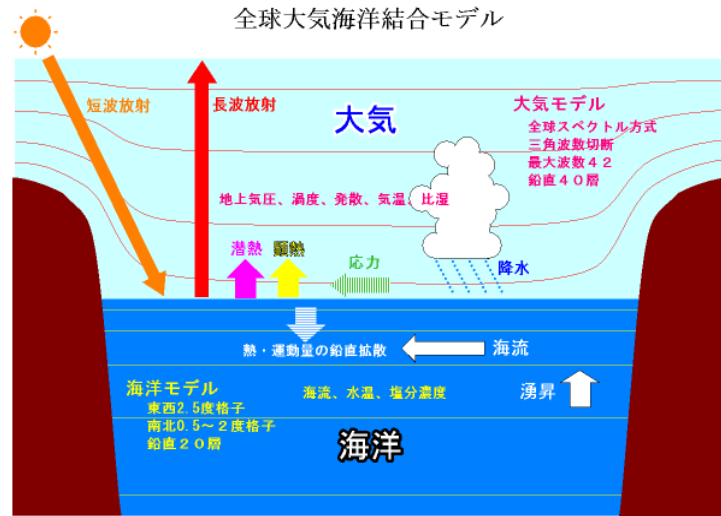 全球大気海洋結合モデル
短波放射
長波放射
大気
大気モデル
全球スペクトル方式
三角波数切断
最大波数42
鉛直40層
地上気圧、渦度、発散、気温、比湿
潜熱
顕熱
応力
降水
熱・運動量の鉛直拡散
海流
海洋モデル
東西2.5度格子
南北0.5～2度格子
鉛直20層
海流、水温、塩分濃度
湧昇
海洋